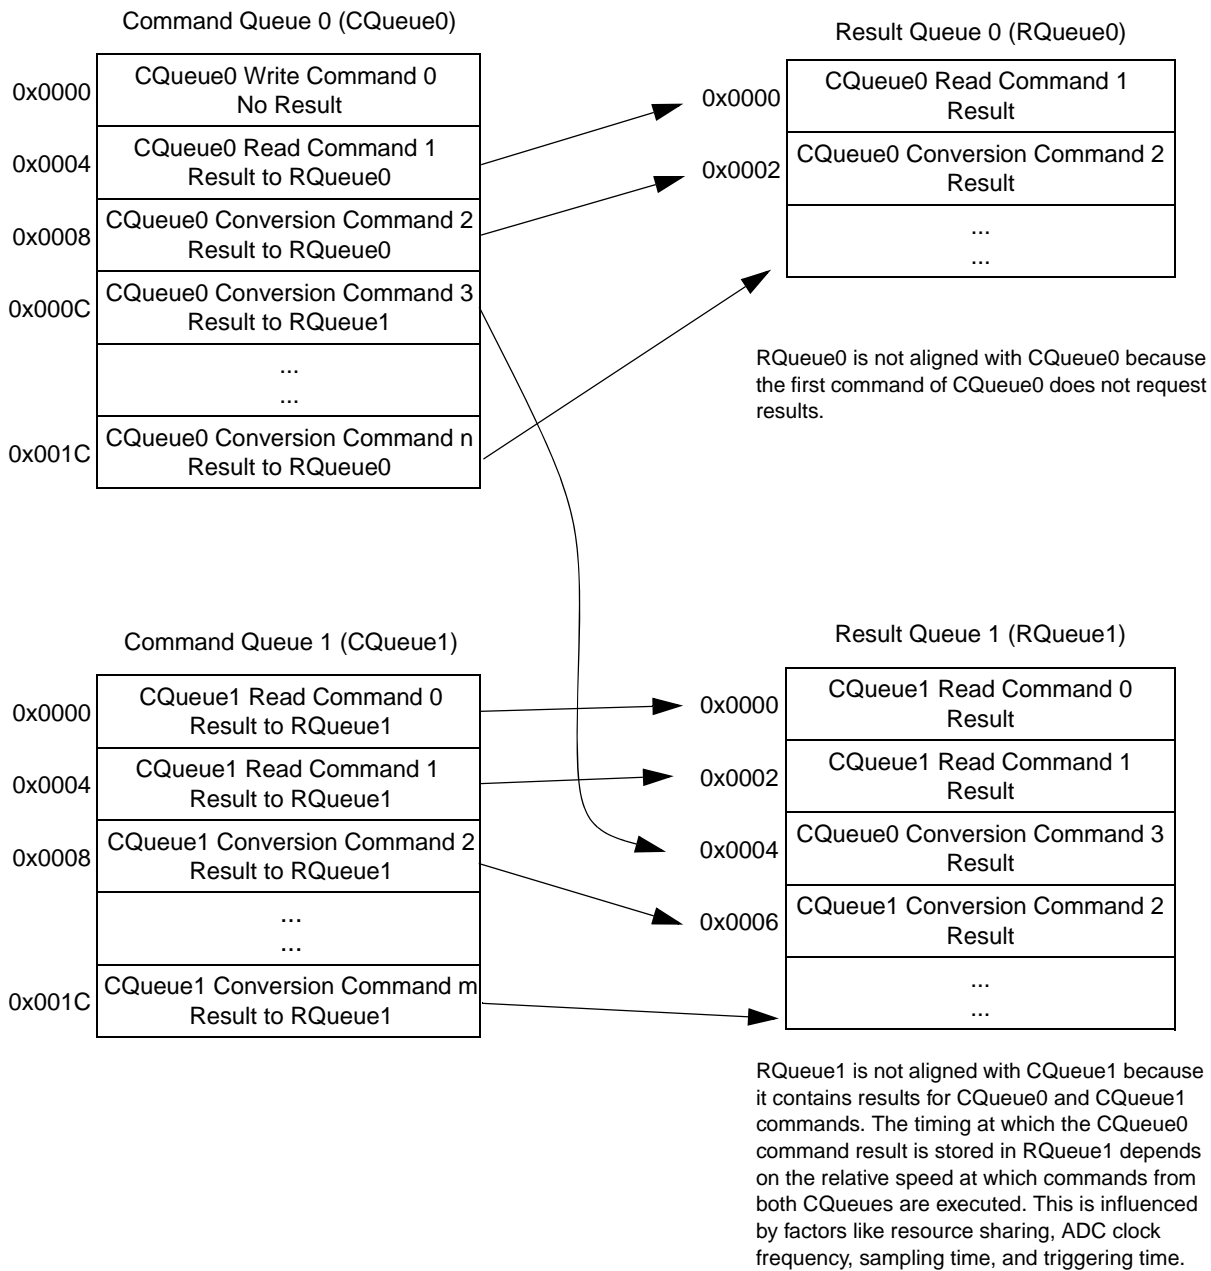 Command Queue 0 (CQueue0)
0x0000
CQueue0 Write Command 0
No Result
0x0004
CQueue0 Read Command 1
Result to RQueue0
0x0008
CQueue0 Conversion Command 2
Result to RQueue0
0x000C
CQueue0 Conversion Command 3
Result to RQueue1
...
...
0x001C
CQueue0 Conversion Command n
Result to RQueue0
Result Queue 0 (RQueue0)
0x0000
CQueue0 Read Command 1
Result
0x0002
CQueue0 Conversion Command 2
Result
...
...
RQueue0 is not aligned with CQueue0 because
the first command of CQueue0 does not request
results.
Command Queue 1 (CQueue1)
0x0000
CQueue1 Read Command 0
Result to RQueue1
0x0004
CQueue1 Read Command 1
Result to RQueue1
0x0008
CQueue1 Conversion Command 2
Result to RQueue1
...
...
0x001C
CQueue1 Conversion Command m
Result to RQueue1
Result Queue 1 (RQueue1)
0x0000
CQueue1 Read Command 0
Result
0x0002
CQueue1 Read Command 1
Result
0x0004
CQueue0 Conversion Command 3
Result
0x0006
CQueue1 Conversion Command 2
Result
...
...
RQueue1 is not aligned with CQueue1 because
it contains results for CQueue0 and CQueue1
commands. The timing at which the CQueue0
command result is stored in RQueue1 depends
on the relative speed at which commands from
both CQueues are executed. This is influenced
by factors like resource sharing, ADC clock
frequency, sampling time, and triggering time.